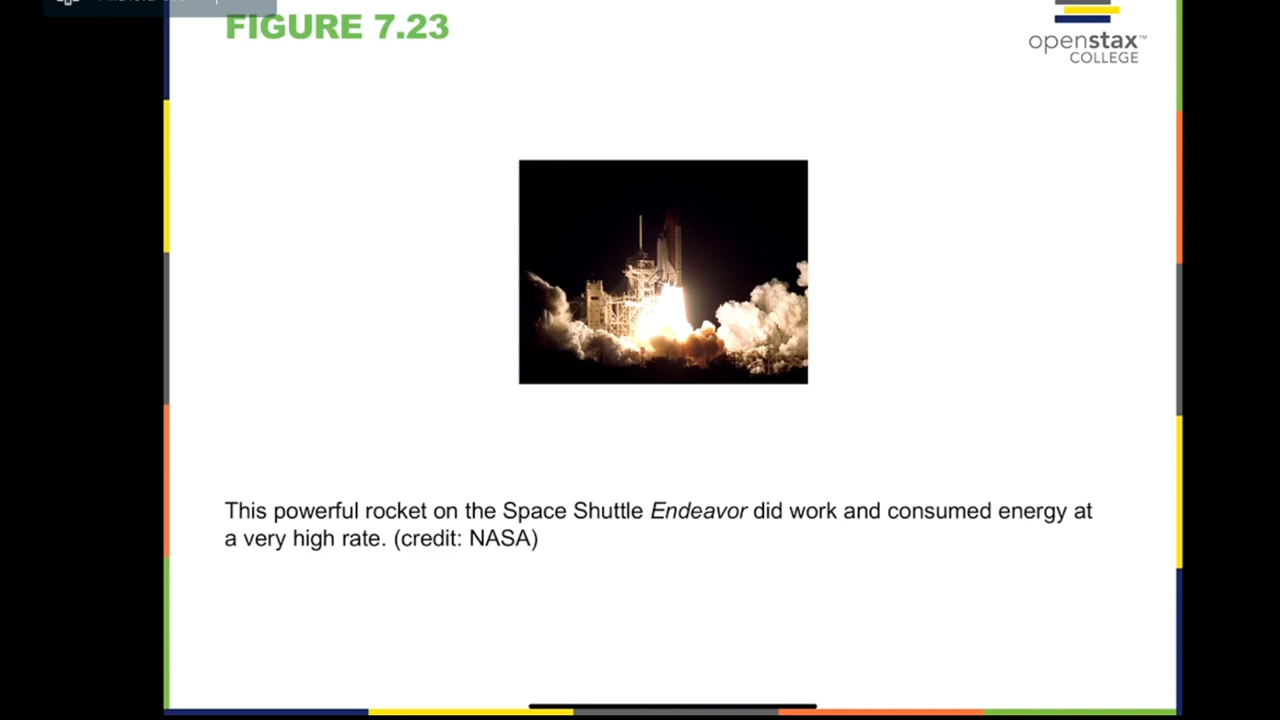 FIGURE 7.23
openstax™
COLLEGE
This powerful rocket on the Space Shuttle Endeavor did work and consumed energy at
a very high rate. (credit: NASA)